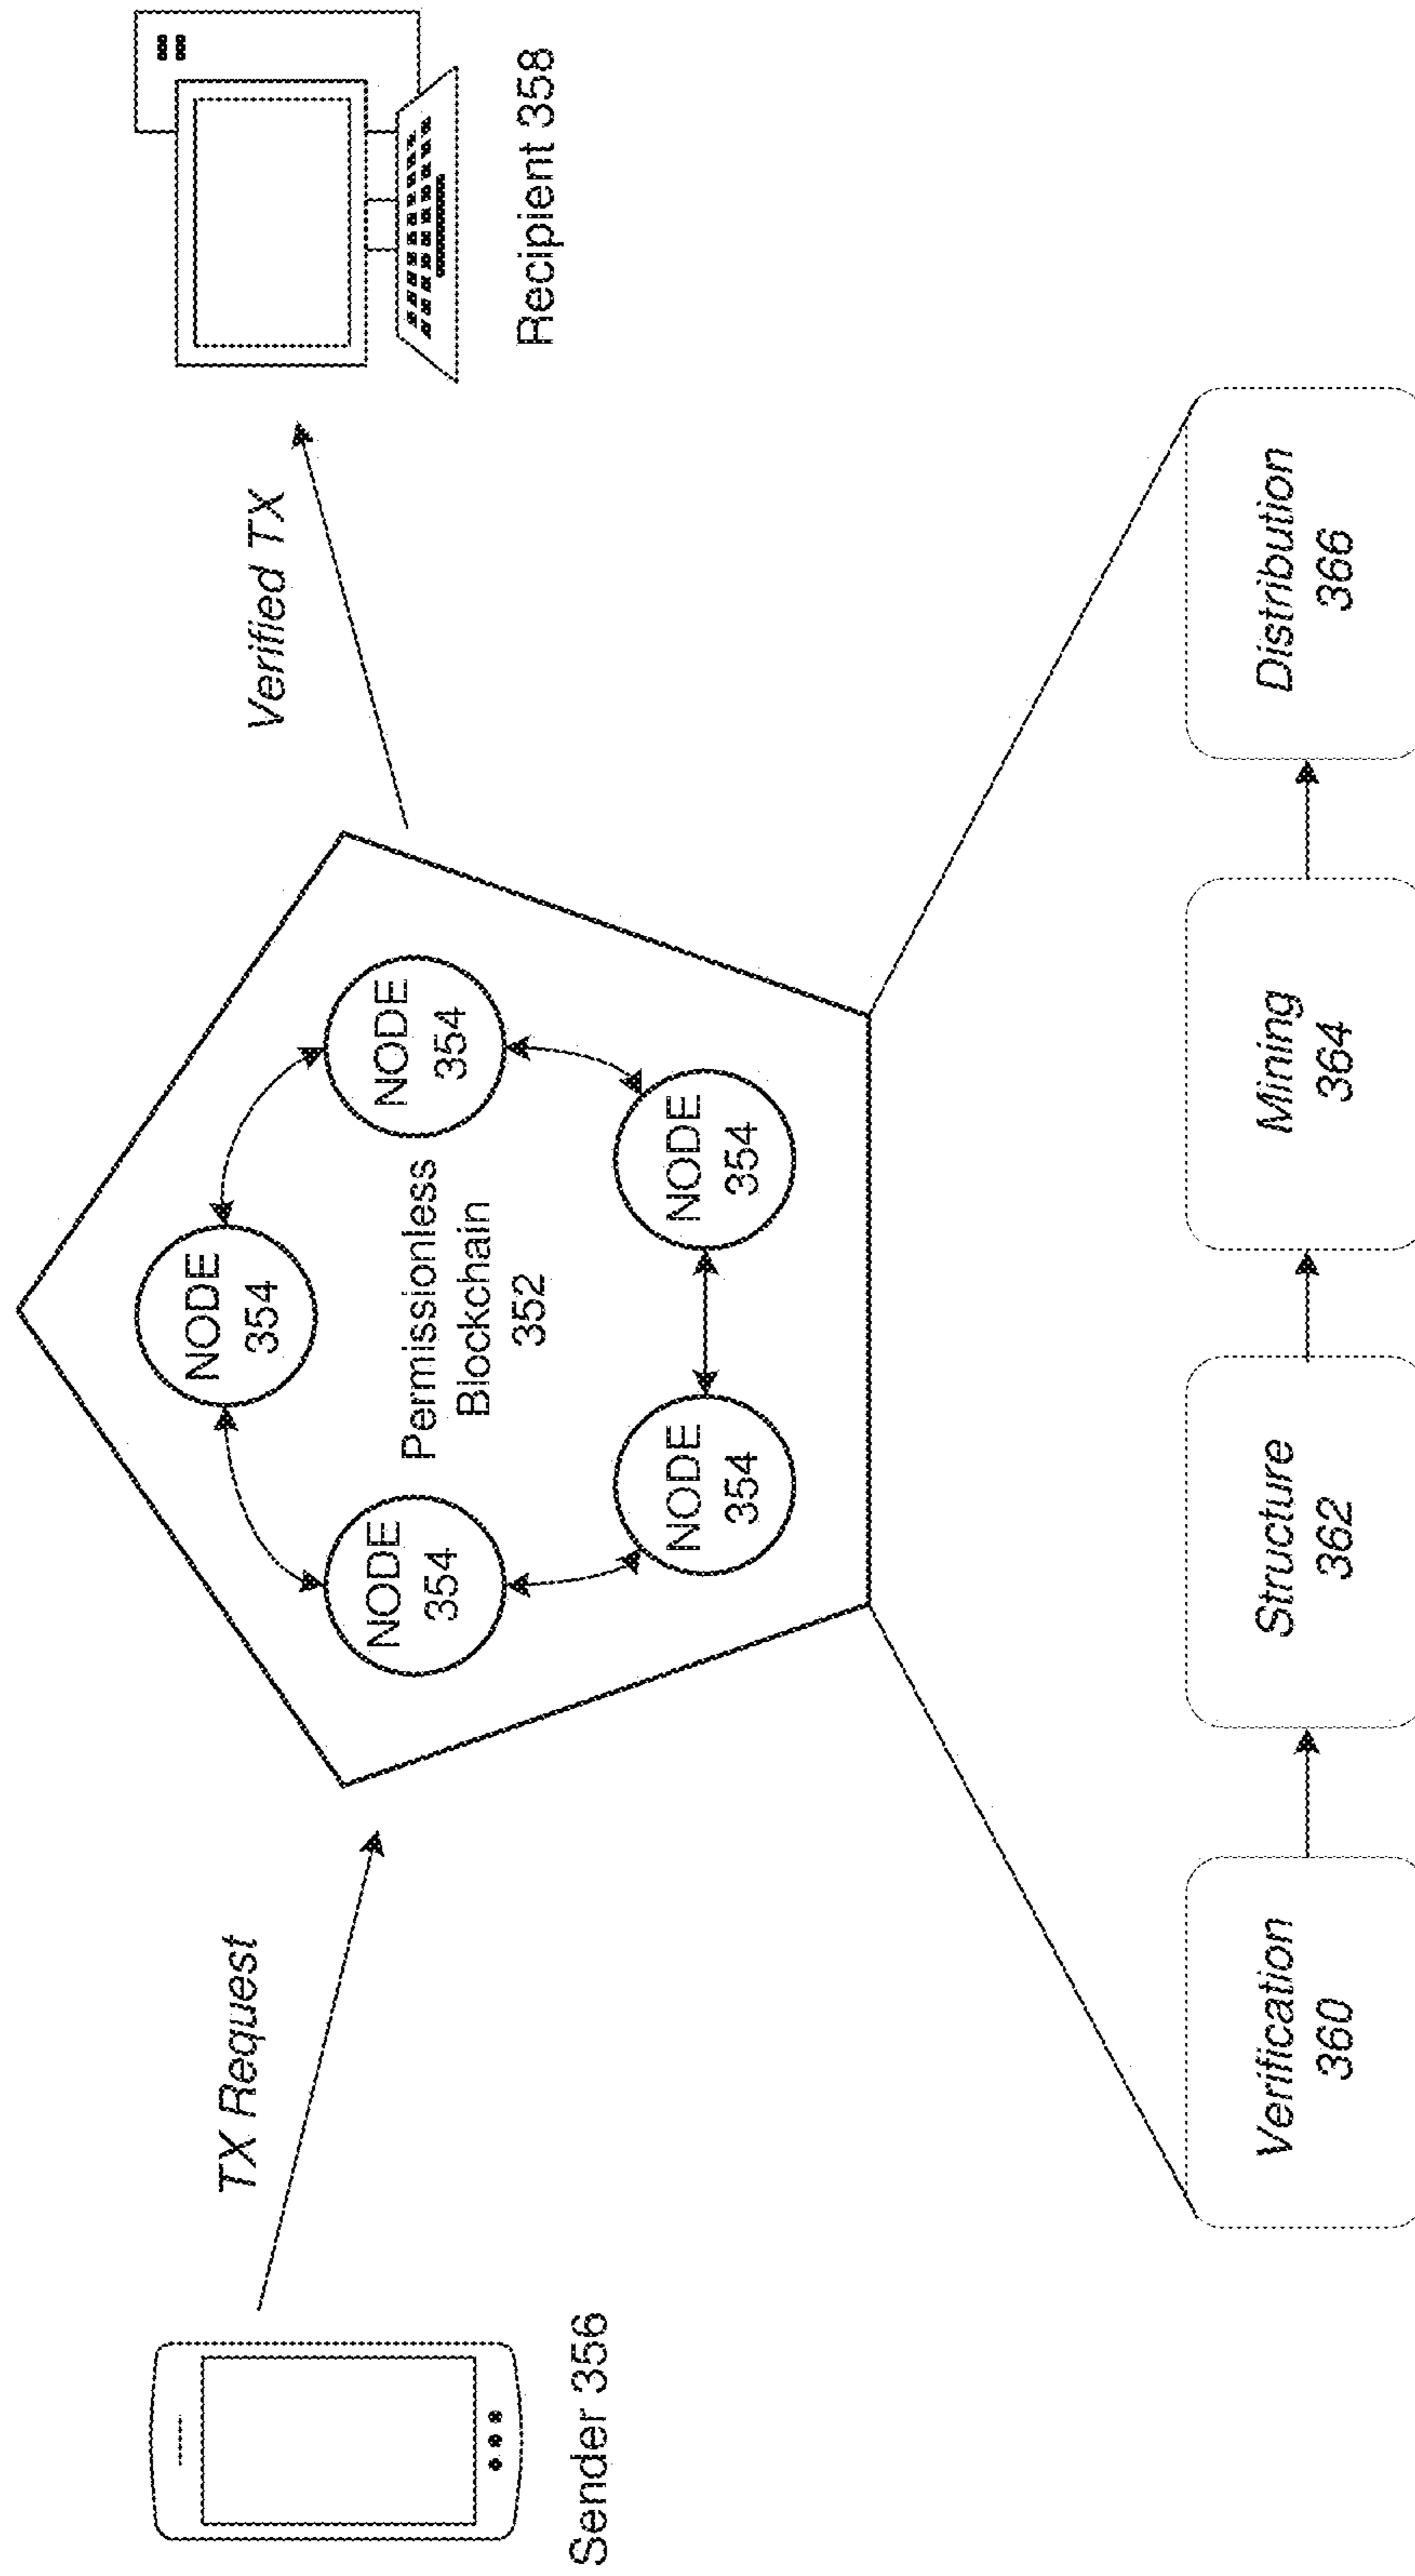 TX Request
Verified TX
NODE
354
NODE
354
NODE
354
Permissionless
Blockchain
352
NODE
354
NODE
354
Sender 356
Recipient 358
Verification
360
Structure
362
Mining
364
Distribution
366